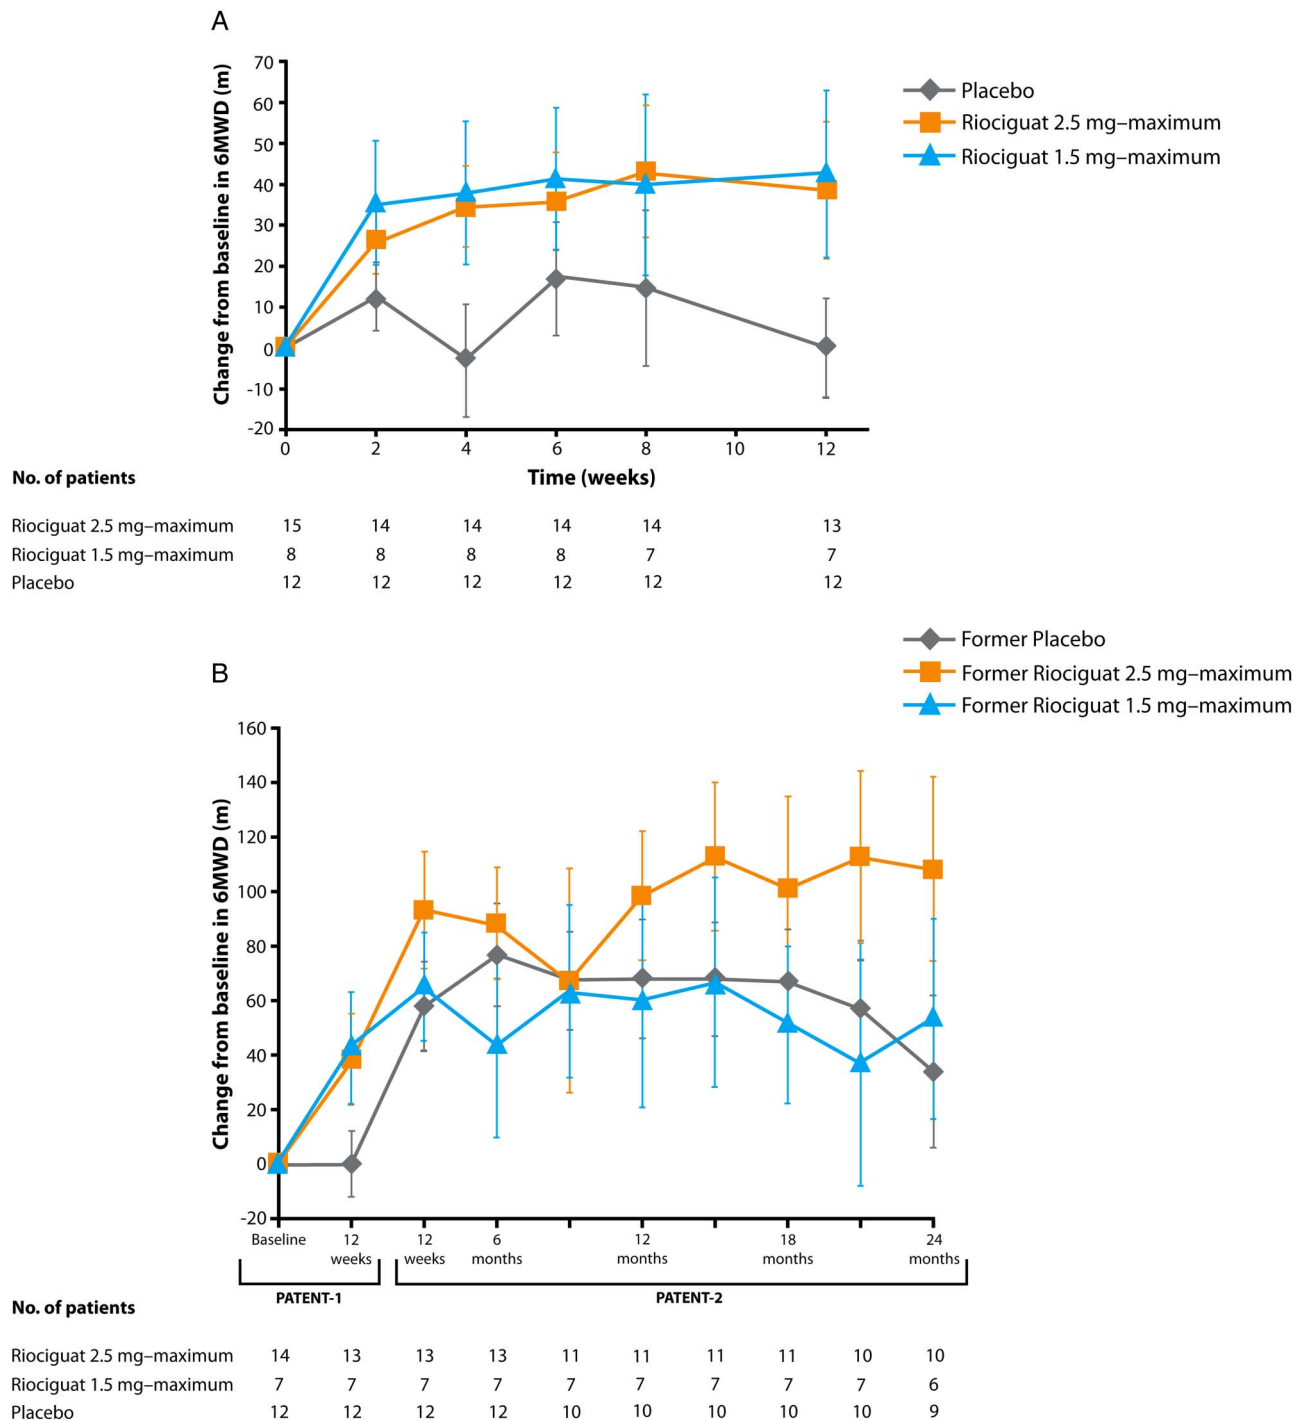 A
Change from baseline in 6MWD (m)
70
60
50
40
30
20
10
0
-10
-20
0 2 4 6 8 10 12
Time (weeks)
Placebo
Riociguat 2.5 mg–maximum
Riociguat 1.5 mg–maximum
No. of patients
Riociguat 2.5 mg–maximum 15 14 14 14 14 13
Riociguat 1.5 mg–maximum 8 8 8 8 7 7
Placebo 12 12 12 12 12 12
B
Former Placebo
Former Riociguat 2.5 mg–maximum
Former Riociguat 1.5 mg–maximum
Change from baseline in 6MWD (m)
160
140
120
100
80
60
40
20
0
-20
Baseline 12 12 6 12 18 24
weeks weeks months months months months
PATENT-1 PATENT-2
No. of patients
Riociguat 2.5 mg–maximum 14 13 13 13 11 11 11 11 10 10
Riociguat 1.5 mg–maximum 7 7 7 7 7 7 7 7 7 6
Placebo 12 12 12 12 10 10 10 10 10 9